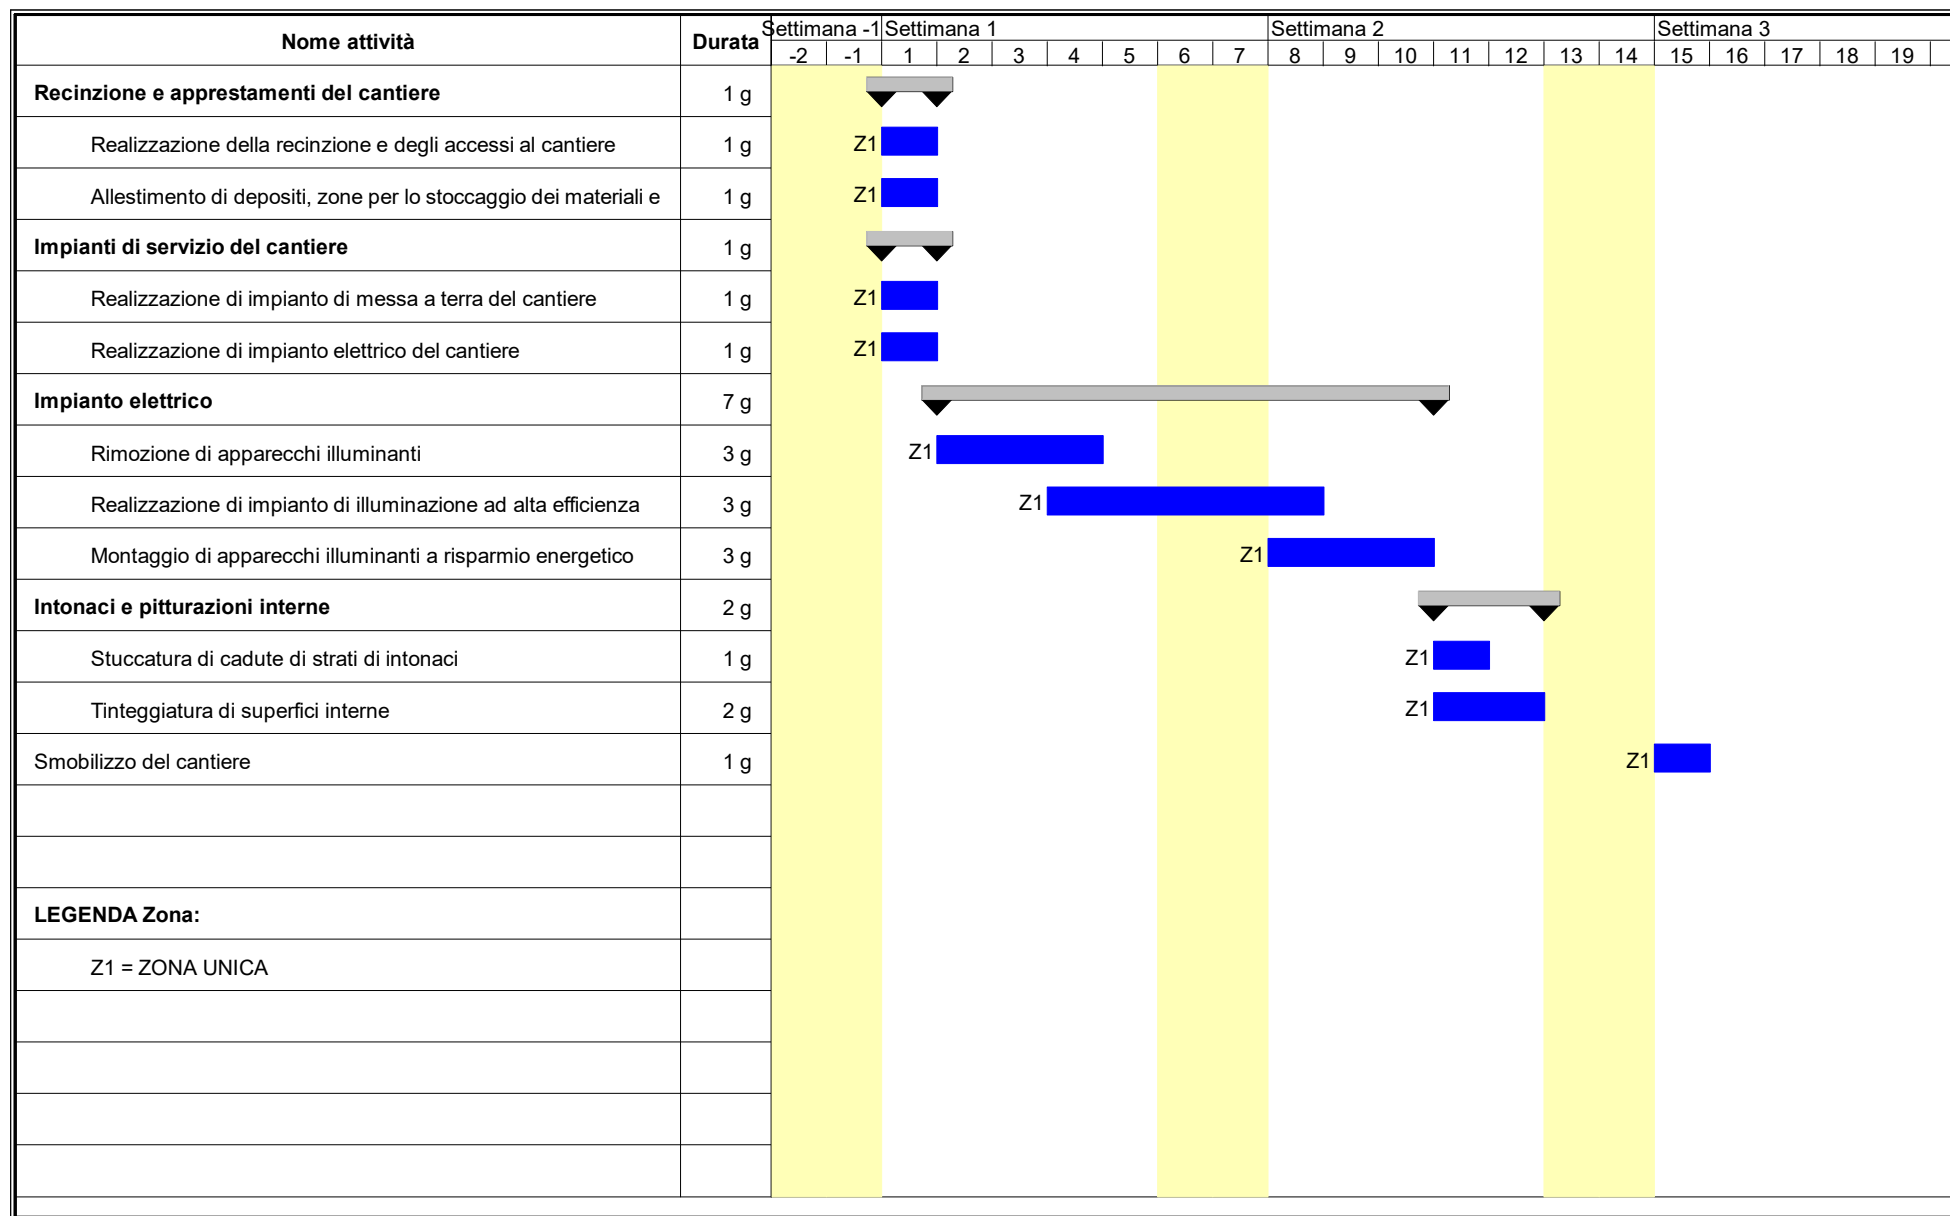 Nome attività Durata Settimana -1 Settimana 1 Settimana 2 Settimana 3
-2 -1 1 2 3 4 5 6 7 8 9 10 11 12 13 14 15 16 17 18 19
Recinzione e apprestamenti del cantiere 1 g
Realizzazione della recinzione e degli accessi al cantiere 1 g Z1
Allestimento di depositi, zone per lo stoccaggio dei materiali e 1 g Z1
Impianti di servizio del cantiere 1 g
Realizzazione di impianto di messa a terra del cantiere 1 g Z1
Realizzazione di impianto elettrico del cantiere 1 g Z1
Impianto elettrico 7 g
Rimozione di apparecchi illuminanti 3 g Z1
Realizzazione di impianto di illuminazione ad alta efficienza 3 g Z1
Montaggio di apparecchi illuminanti a risparmio energetico 3 g Z1
Intonaci e pitturazioni interne 2 g
Stuccatura di cadute di strati di intonaci 1 g Z1
Tinteggiatura di superfici interne 2 g Z1
Smobilizzo del cantiere 1 g Z1
LEGENDA Zona:
Z1 = ZONA UNICA